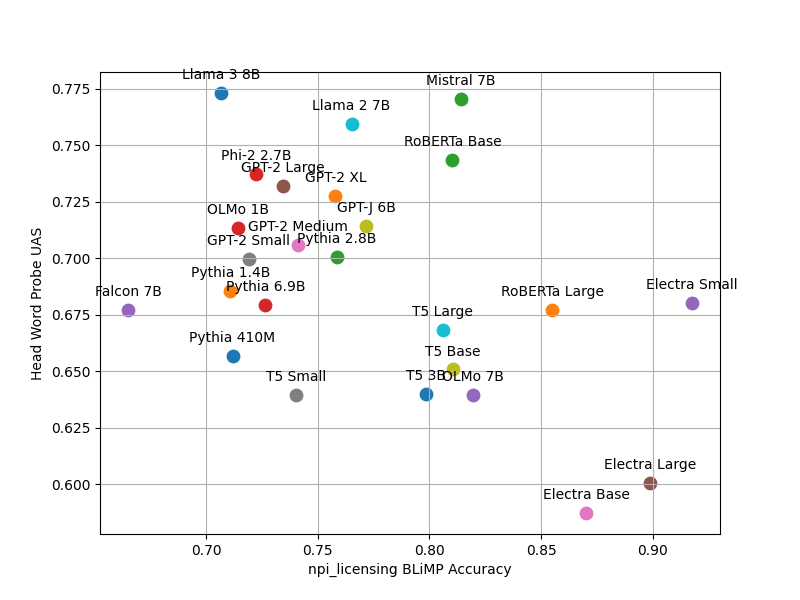 Llama 3 8B
Mistral 7B
Llama 2 7B
RoBERTa Base
Phi-2 2.7B
GPT-2 Large
GPT-2 XL
OLMo 1B
GPT-J 6B
GPT-2 Medium
GPT-2 Small
Pythia 2.8B
Pythia 1.4B
Pythia 6.9B
Falcon 7B
RoBERTa Large
Electra Small
T5 Large
Pythia 410M
T5 Base
T5 Small
T5 3B
OLMo 7B
Electra Large
Electra Base
0.775
0.750
0.725
0.700
0.675
0.650
0.625
0.600
Head Word Probe UAS
0.70 0.75 0.80 0.85 0.90
npi_licensing BLiMP Accuracy